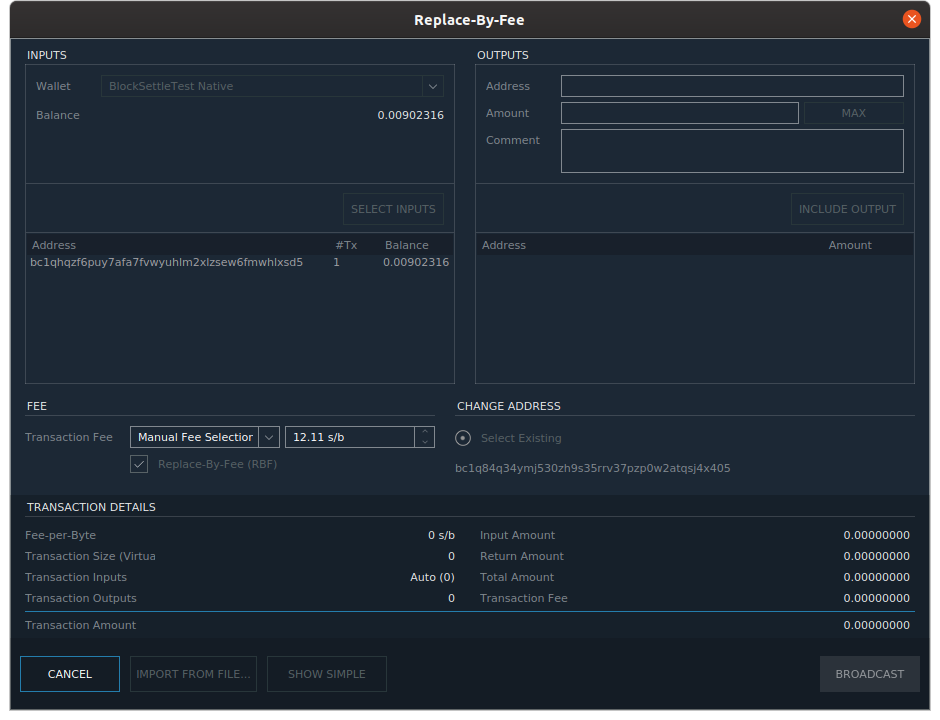 Replace-By-Fee
INPUTS
Wallet BlockSettleTest Native
Balance 0.00902316
SELECT INPUTS
Address #Tx Balance
bc1qhqzf6puy7afa7fvwyuhlm2xlzsew6fmwhlxsd5 1 0.00902316
OUTPUTS
Address
Amount MAX
Comment
INCLUDE OUTPUT
Address Amount
FEE
Transaction Fee Manual Fee Selection 12.11 s/b
Replace-By-Fee (RBF)
CHANGE ADDRESS
Select Existing
bc1q84q34ymj530zh9s35rrv37pzp0w2atqsj4x405
TRANSACTION DETAILS
Fee-per-Byte 0 s/b
Transaction Size (Virtua 0
Transaction Inputs Auto (0)
Transaction Outputs 0
Input Amount 0.00000000
Return Amount 0.00000000
Total Amount 0.00000000
Transaction Fee 0.00000000
Transaction Amount 0.00000000
CANCEL IMPORT FROM FILE... SHOW SIMPLE BROADCAST